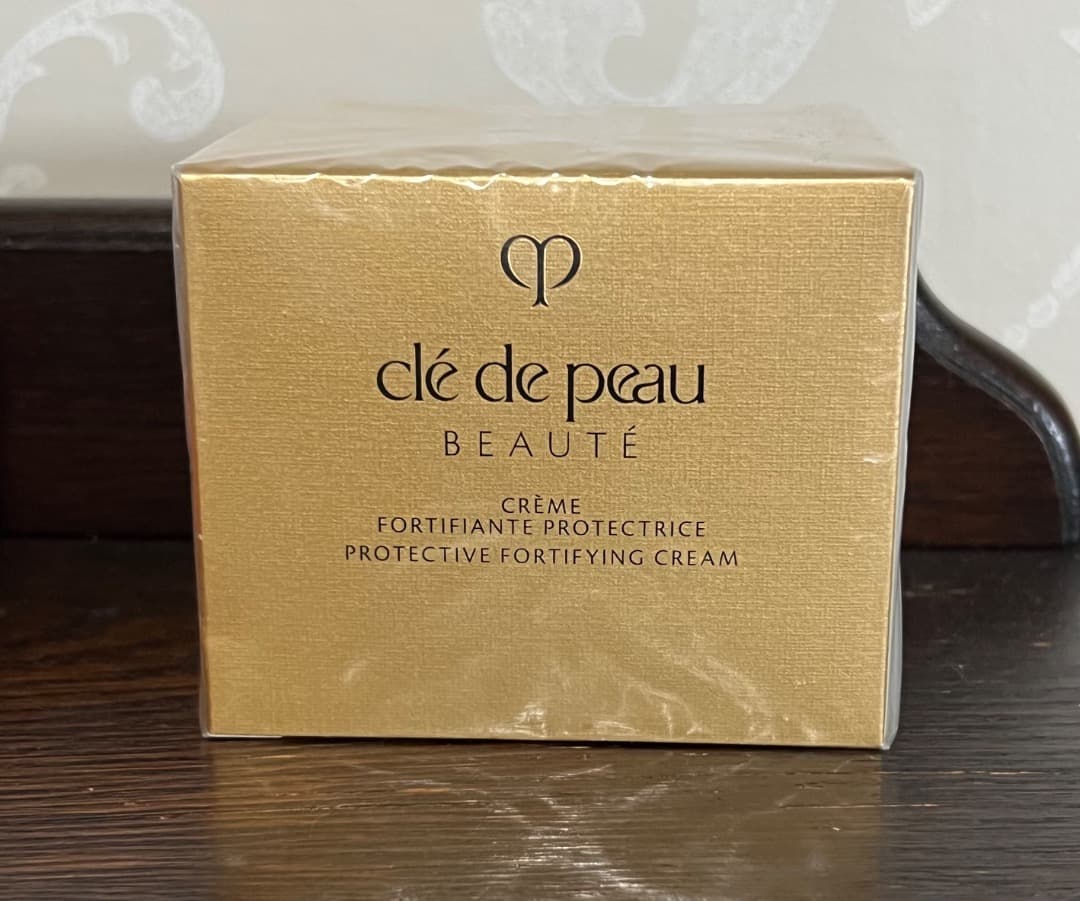 clé de peau
BEAUTÉ
CRÈME
FORTIFIANTE PROTECTRICE
PROTECTIVE FORTIFYING CREAM